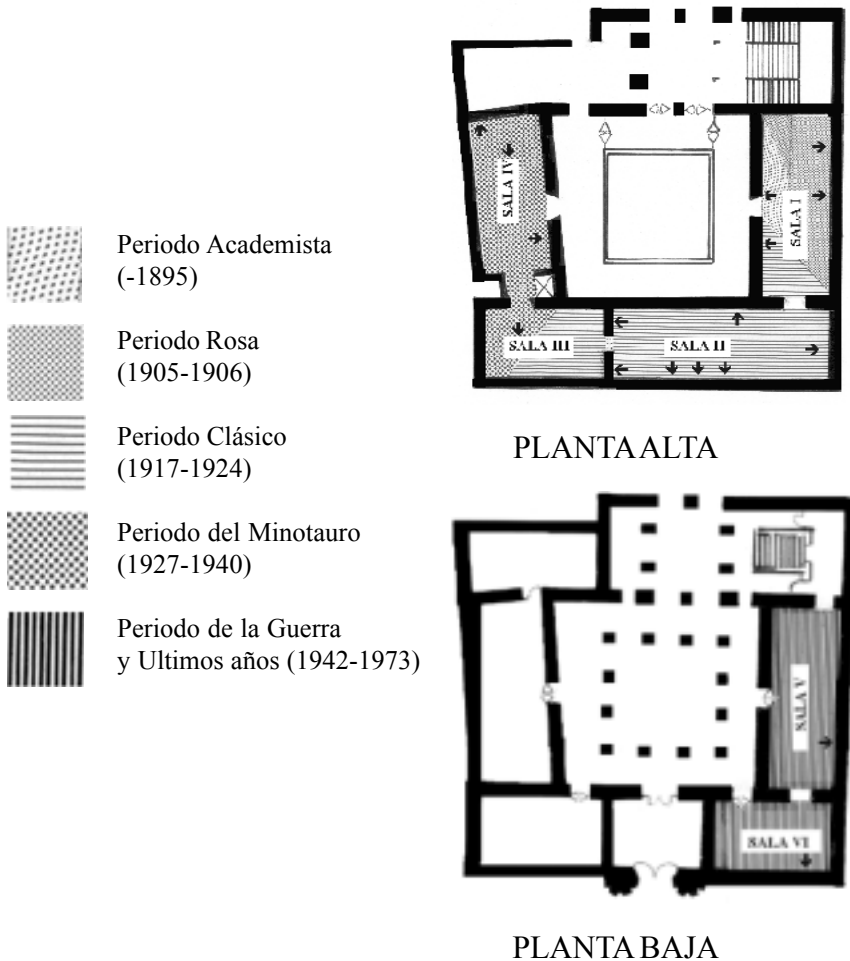 Periodo Academista
(-1895)
Periodo Rosa
(1905-1906)
Periodo Clásico
(1917-1924)
Periodo del Minotauro
(1927-1940)
Periodo de la Guerra
y Ultimos años (1942-1973)
SALA IV
SALA I
SALA III
SALA II
PLANTA ALTA
SALA V
SALA VI
PLANTA BAJA